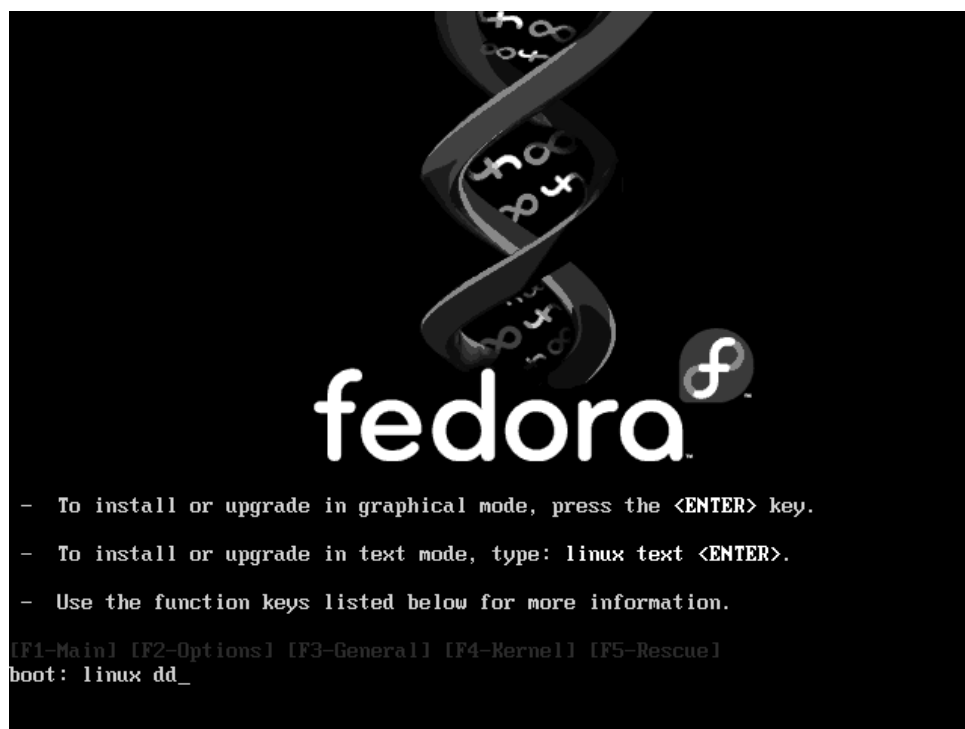 fedora™
- To install or upgrade in graphical mode, press the <ENTER> key.
- To install or upgrade in text mode, type: linux text <ENTER>.
- Use the function keys listed below for more information.
[F1-Main] [F2-Options] [F3-General] [F4-Kernel] [F5-Rescue]
boot: linux dd_